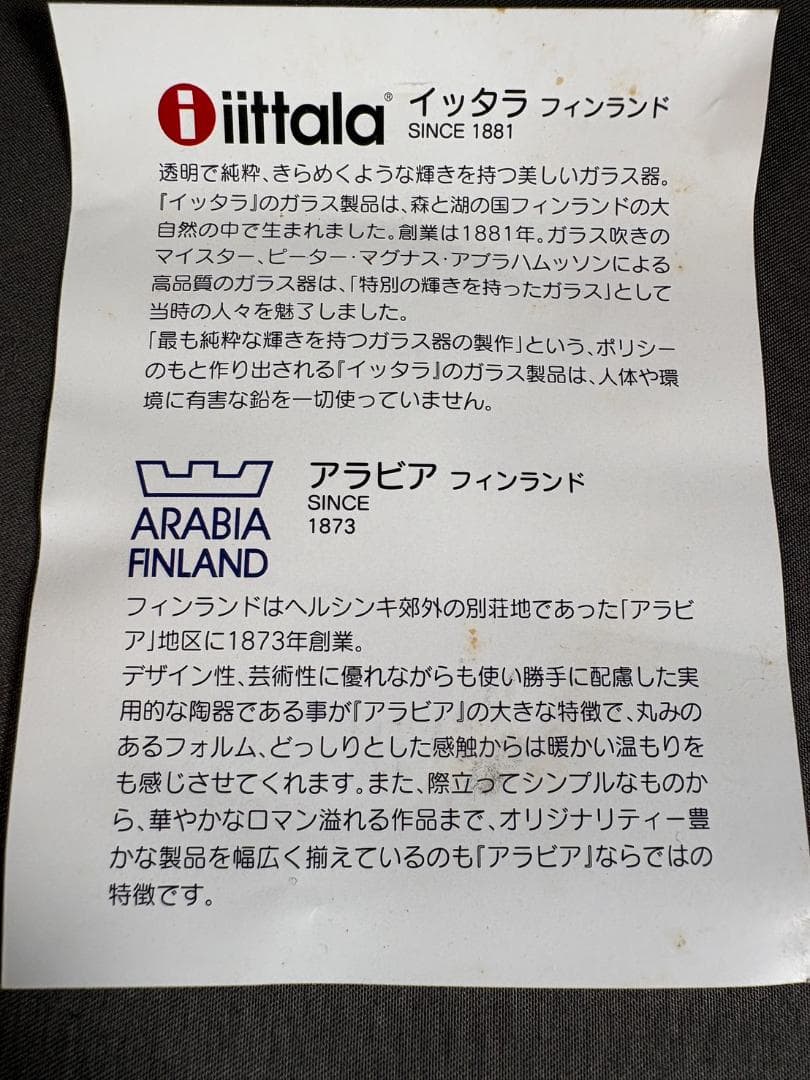 iittala® イッタラ フィンランド
SINCE 1881
透明で純粋、きらめくような輝きを持つ美しいガラス器。
『イッタラ』のガラス製品は、森と湖の国フィンランドの大
自然の中で生まれました。創業は1881年。ガラス吹きの
マイスター、ピーター・マグナス・アブラハムッソンによる
高品質のガラス器は、「特別の輝きを持ったガラス」として
当時の人々を魅了しました。
「最も純粋な輝きを持つガラス器の製作」という、ポリシー
のもと作り出される『イッタラ』のガラス製品は、人体や環
境に有害な鉛を一切使っていません。
ARABIA
FINLAND
アラビア フィンランド
SINCE
1873
フィンランドはヘルシンキ郊外の別荘地であった「アラビ
ア」地区に1873年創業。
デザイン性、芸術性に優れながらも使い勝手に配慮した実
用的な陶器である事が『アラビア』の大きな特徴で、丸みの
あるフォルム、どっしりとした感触からは暖かい温もりを
も感じさせてくれます。また、際立ってシンプルなものか
ら、華やかなロマン溢れる作品まで、オリジナリティー豊
かな製品を幅広く揃えているのも『アラビア』ならではの
特徴です。